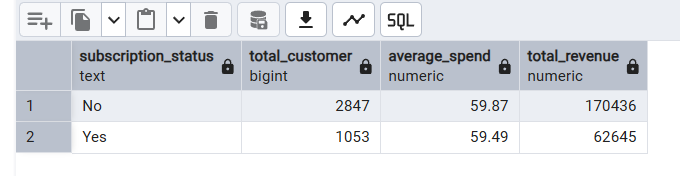 SQL
subscription_status total_customer average_spend total_revenue
text bigint numeric numeric
1 No 2847 59.87 170436
2 Yes 1053 59.49 62645